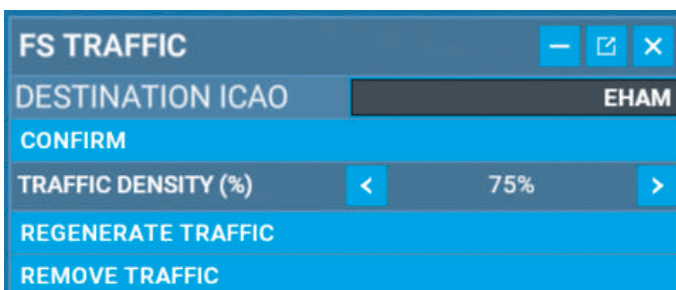 FS TRAFFIC
DESTINATION ICAO EHAM
CONFIRM
TRAFFIC DENSITY (%) < 75% >
REGENERATE TRAFFIC
REMOVE TRAFFIC